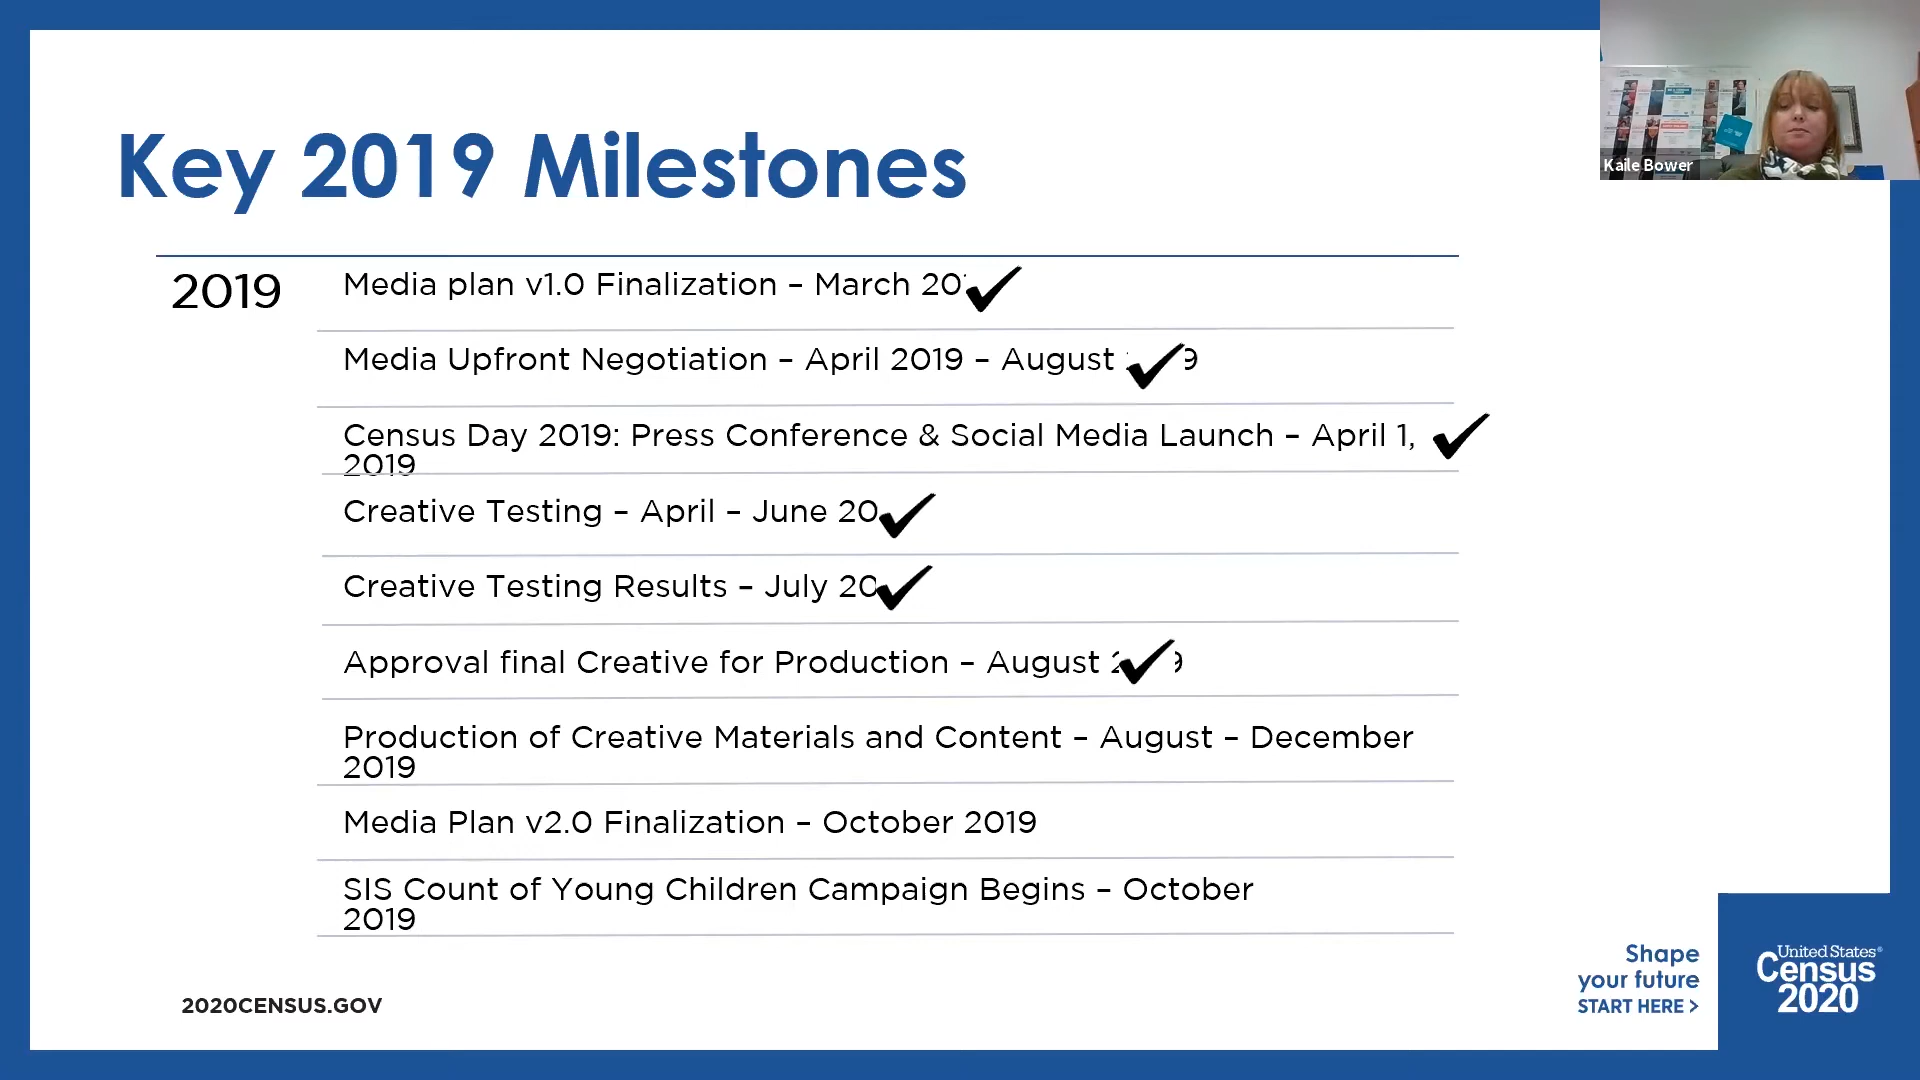 Key 2019 Milestones
Kaile Bower
2019
Media plan v1.0 Finalization – March
Media Upfront Negotiation – April 2019 – August
Census Day 2019: Press Conference & Social Media Launch – April 1,
2019
Creative Testing – April – June
Creative Testing Results – July
Approval final Creative for Production – August
Production of Creative Materials and Content – August – December
2019
Media Plan v2.0 Finalization – October 2019
SIS Count of Young Children Campaign Begins – October
2019
2020CENSUS.GOV
Shape
your future
START HERE >
United States®
Census
2020